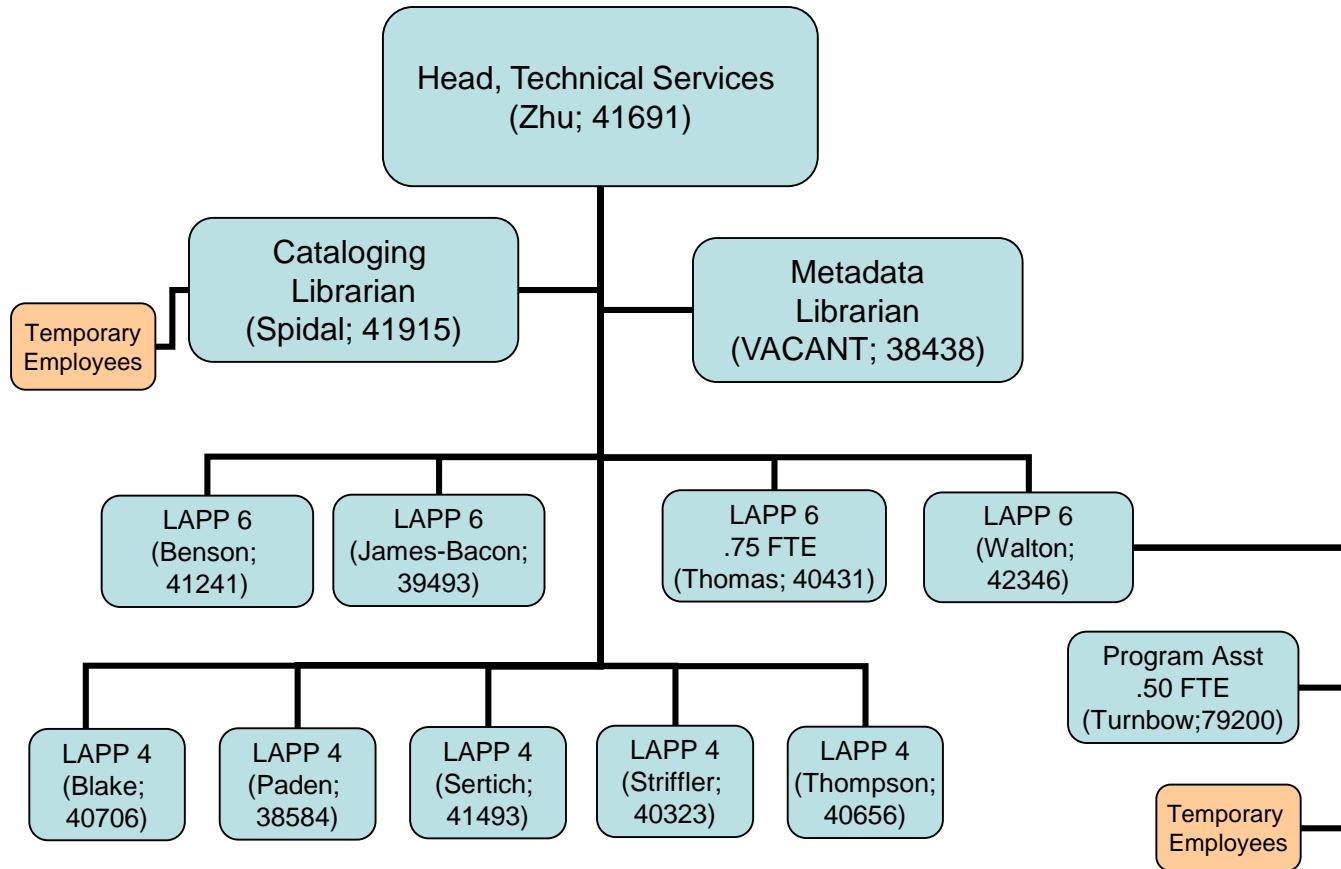 Head, Technical Services
(Zhu; 41691)
Cataloging
Librarian
(Spidal; 41915)
Metadata
Librarian
(VACANT; 38438)
Temporary
Employees
LAPP 6
(Benson;
41241)
LAPP 6
(James-Bacon;
39493)
LAPP 6
.75 FTE
(Thomas; 40431)
LAPP 6
(Walton;
42346)
Program Asst
.50 FTE
(Turnbow;79200)
LAPP 4
(Blake;
40706)
LAPP 4
(Paden;
38584)
LAPP 4
(Sertich;
41493)
LAPP 4
(Striffler;
40323)
LAPP 4
(Thompson;
40656)
Temporary
Employees